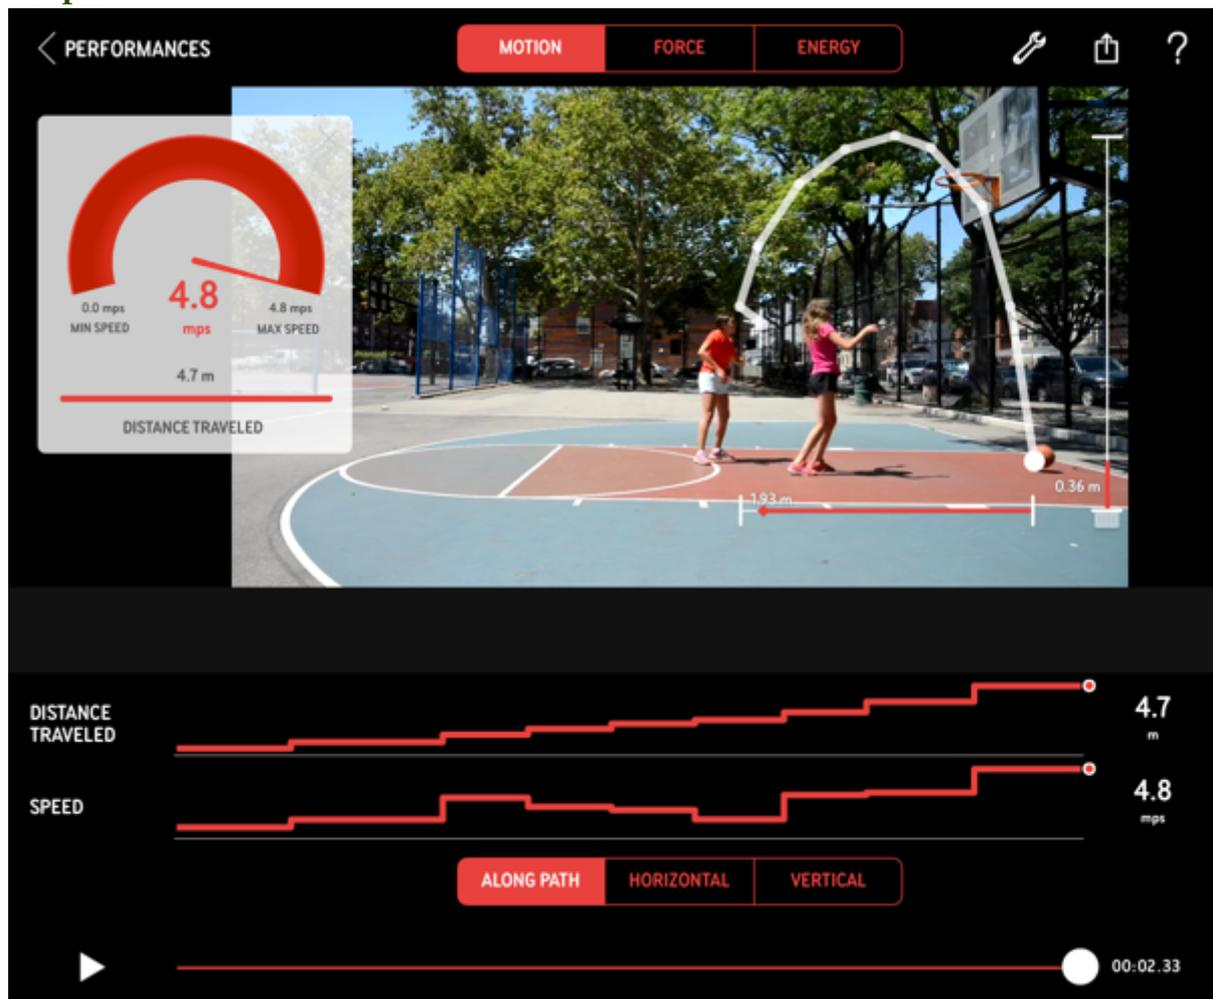 PERFORMANCES
MOTION FORCE ENERGY
?
4.8
mps
0.0 mps
MIN SPEED
4.8 mps
MAX SPEED
4.7 m
DISTANCE TRAVELED
1.93 m
0.36 m
DISTANCE
TRAVELED
4.7
m
SPEED
4.8
mps
ALONG PATH HORIZONTAL VERTICAL
00:02.33